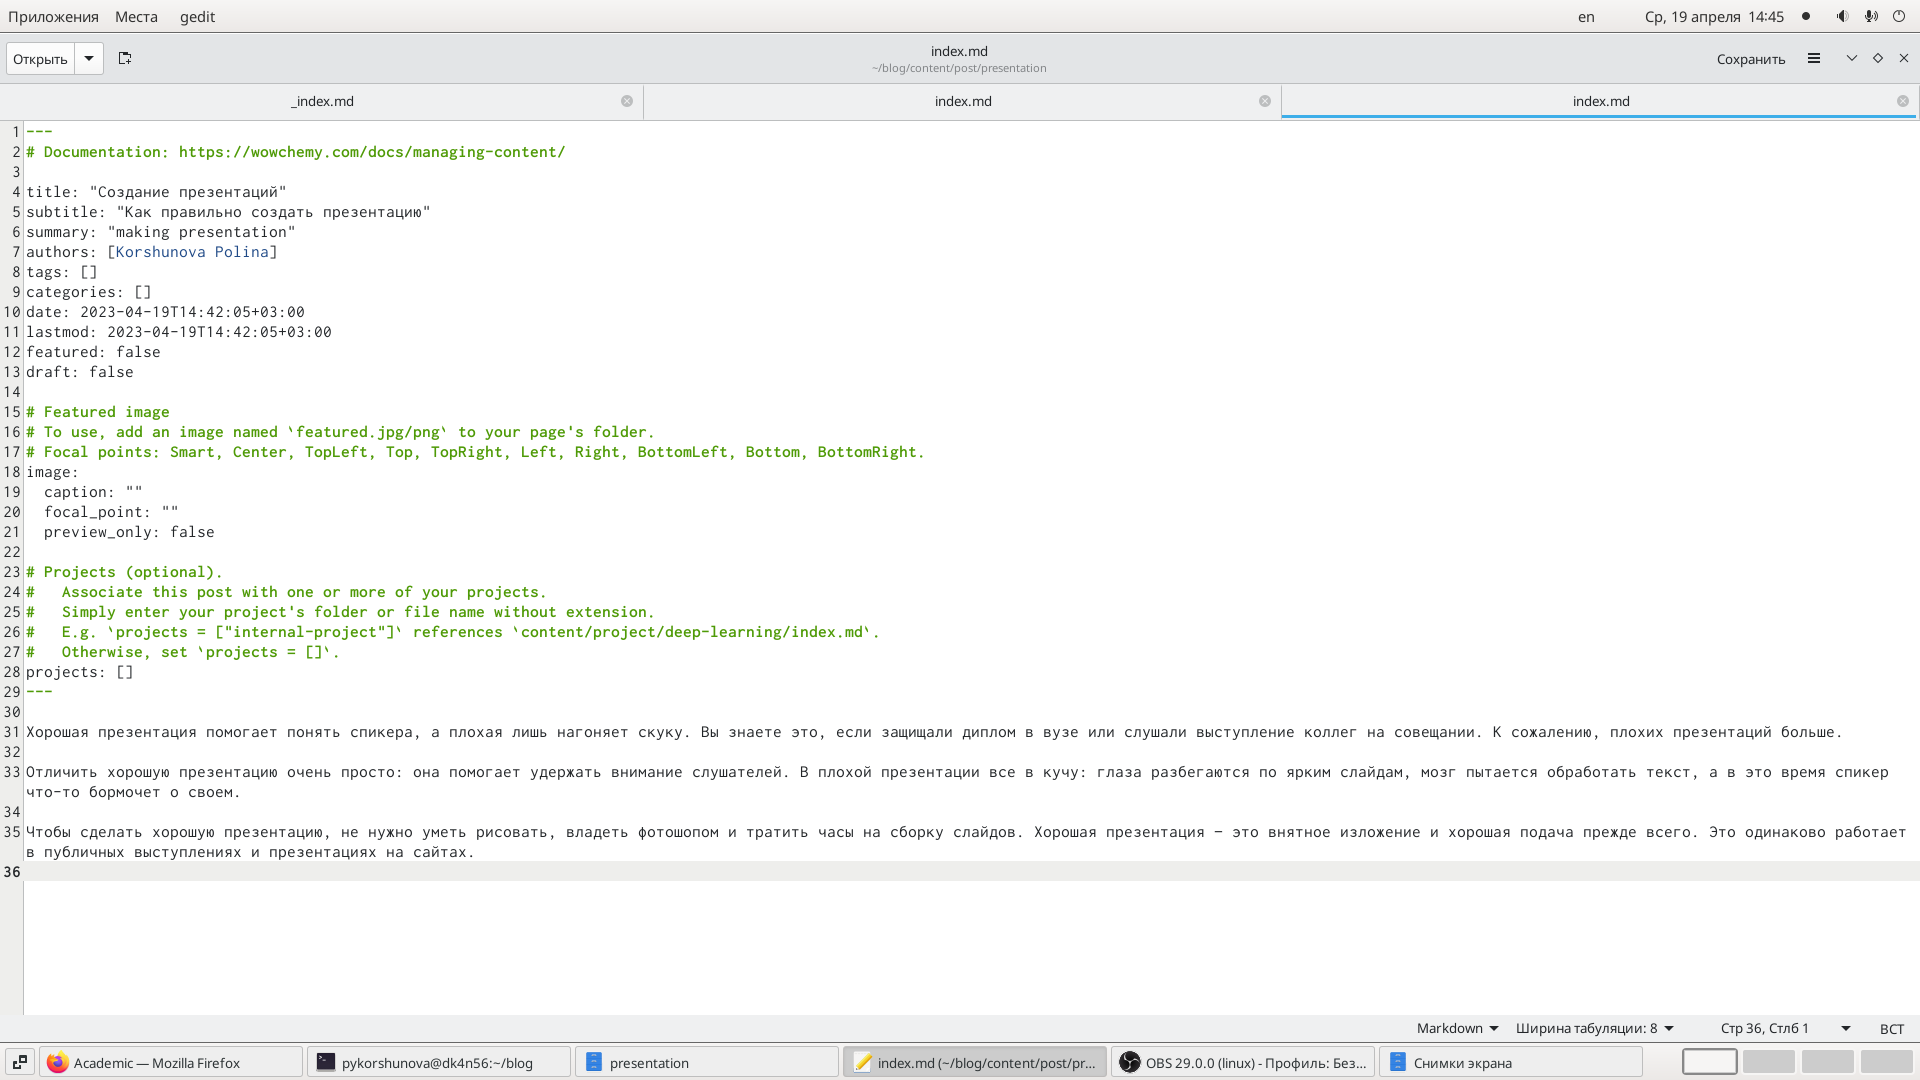 Приложения Места gedit en Ср, 19 апреля 14:45
Открыть index.md Сохранить
~/blog/content/post/presentation
_index.md index.md index.md
1 ---
2 # Documentation: https://wowchemy.com/docs/managing-content/
3
4 title: "Создание презентаций"
5 subtitle: "Как правильно создать презентацию"
6 summary: "making presentation"
7 authors: [Korshunova Polina]
8 tags: []
9 categories: []
10 date: 2023-04-19T14:42:05+03:00
11 lastmod: 2023-04-19T14:42:05+03:00
12 featured: false
13 draft: false
14
15 # Featured image
16 # To use, add an image named `featured.jpg/png` to your page's folder.
17 # Focal points: Smart, Center, TopLeft, Top, TopRight, Left, Right, BottomLeft, Bottom, BottomRight.
18 image:
19   caption: ""
20   focal_point: ""
21   preview_only: false
22
23 # Projects (optional).
24 #   Associate this post with one or more of your projects.
25 #   Simply enter your project's folder or file name without extension.
26 #   E.g. `projects = ["internal-project"]` references `content/project/deep-learning/index.md`.
27 #   Otherwise, set `projects = []`.
28 projects: []
29 ---
30
31 Хорошая презентация помогает понять спикера, а плохая лишь нагоняет скуку. Вы знаете это, если защищали диплом в вузе или слушали выступление коллег на совещании. К сожалению, плохих презентаций больше.
32
33 Отличить хорошую презентацию очень просто: она помогает удержать внимание слушателей. В плохой презентации все в кучу: глаза разбегаются по ярким слайдам, мозг пытается обработать текст, а в это время спикер
что-то бормочет о своем.
34
35 Чтобы сделать хорошую презентацию, не нужно уметь рисовать, владеть фотошопом и тратить часы на сборку слайдов. Хорошая презентация — это внятное изложение и хорошая подача прежде всего. Это одинаково работает
в публичных выступлениях и презентациях на сайтах.
36
Markdown Ширина табуляции: 8 Стр 36, Стлб 1 ВСТ
Academic — Mozilla Firefox pykorshunova@dk4n56:~/blog presentation index.md (~/blog/content/post/pr... OBS 29.0.0 (linux) - Профиль: Без... Снимки экрана